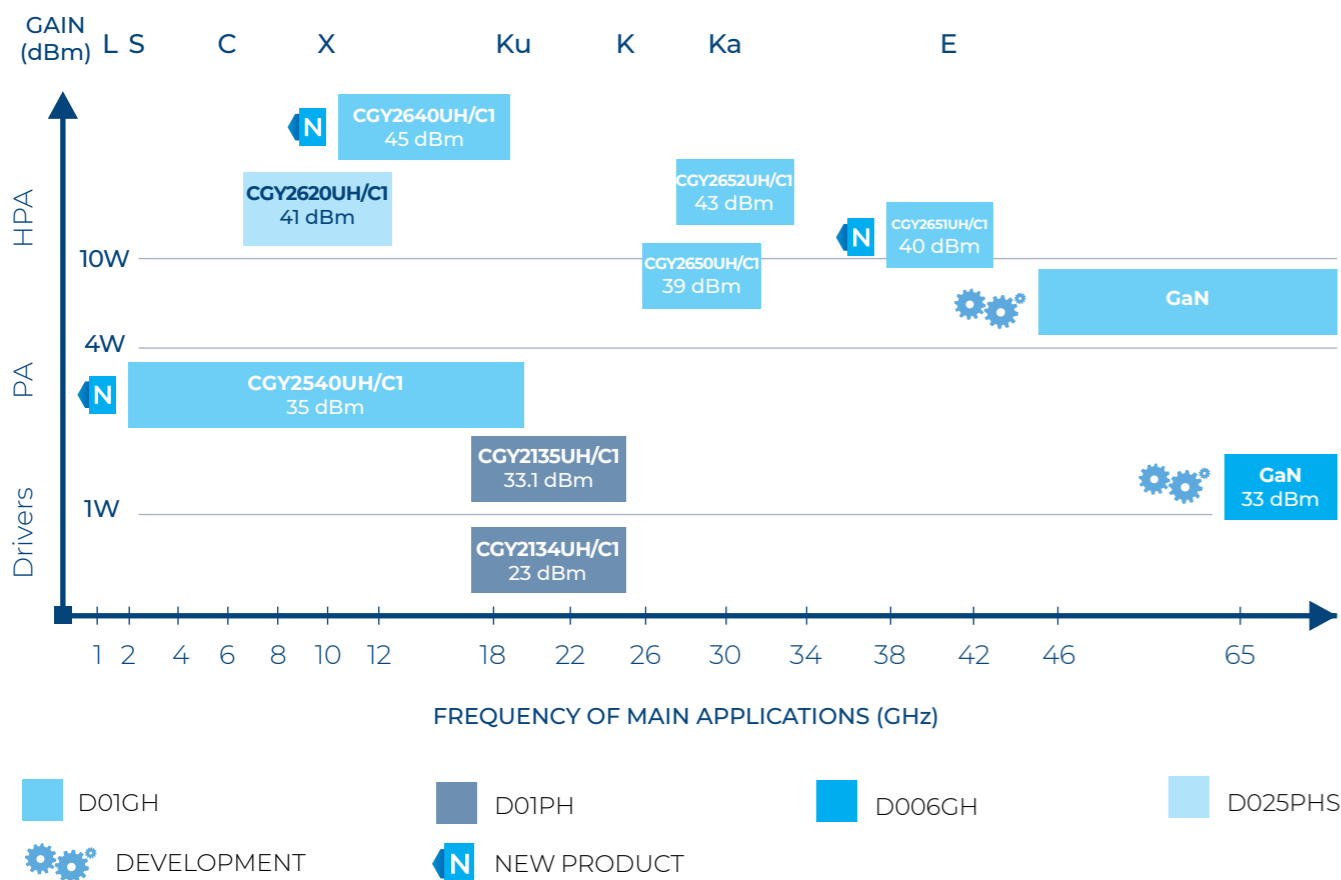 GAIN
(dBm)
L S C X Ku K Ka E
N
CGY2640UH/C1
45 dBm
CGY2620UH/C1
41 dBm
CGY2652UH/C1
43 dBm
N
CGY2651UH/C1
40 dBm
HPA
10W
CGY2650UH/C1
39 dBm
GaN
4W
PA
N
CGY2540UH/C1
35 dBm
CGY2135UH/C1
33.1 dBm
GaN
33 dBm
1W
Drivers
CGY2134UH/C1
23 dBm
1 2 4 6 8 10 12 18 22 26 30 34 38 42 46 65
FREQUENCY OF MAIN APPLICATIONS (GHz)
D01GH
D01PH
D006GH
D025PHS
DEVELOPMENT
N NEW PRODUCT